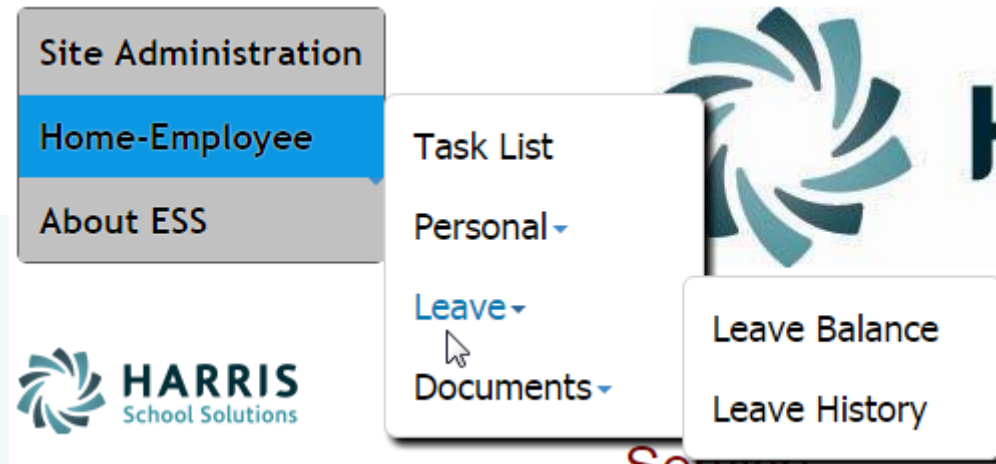 Site Administration
Home-Employee
About ESS
Task List
Personal
Leave
Documents
Leave Balance
Leave History
HARRIS
School Solutions